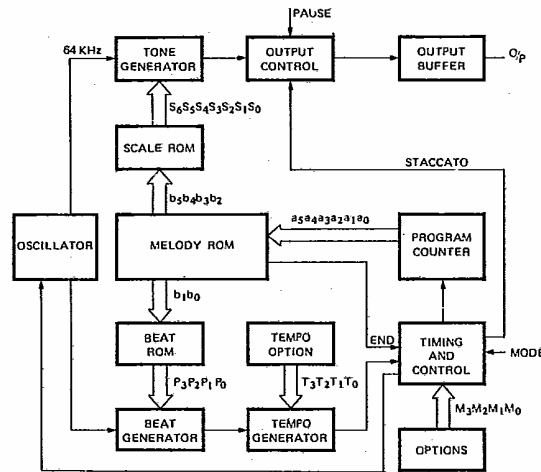 PAUSE
64 KHz
TONE
GENERATOR
OUTPUT
CONTROL
OUTPUT
BUFFER
O/P
S6S5S4S3S2S1S0
SCALE ROM
STACCATO
b5b4b3b2
a5a4a3a2a1a0
OSCILLATOR
MELODY ROM
PROGRAM
COUNTER
b1b0
BEAT
ROM
TEMPO
OPTION
END
TIMING
AND
CONTROL
MODE
P3P2P1P0
T3T2T1T0
M3M2M1M0
BEAT
GENERATOR
TEMPO
GENERATOR
OPTIONS